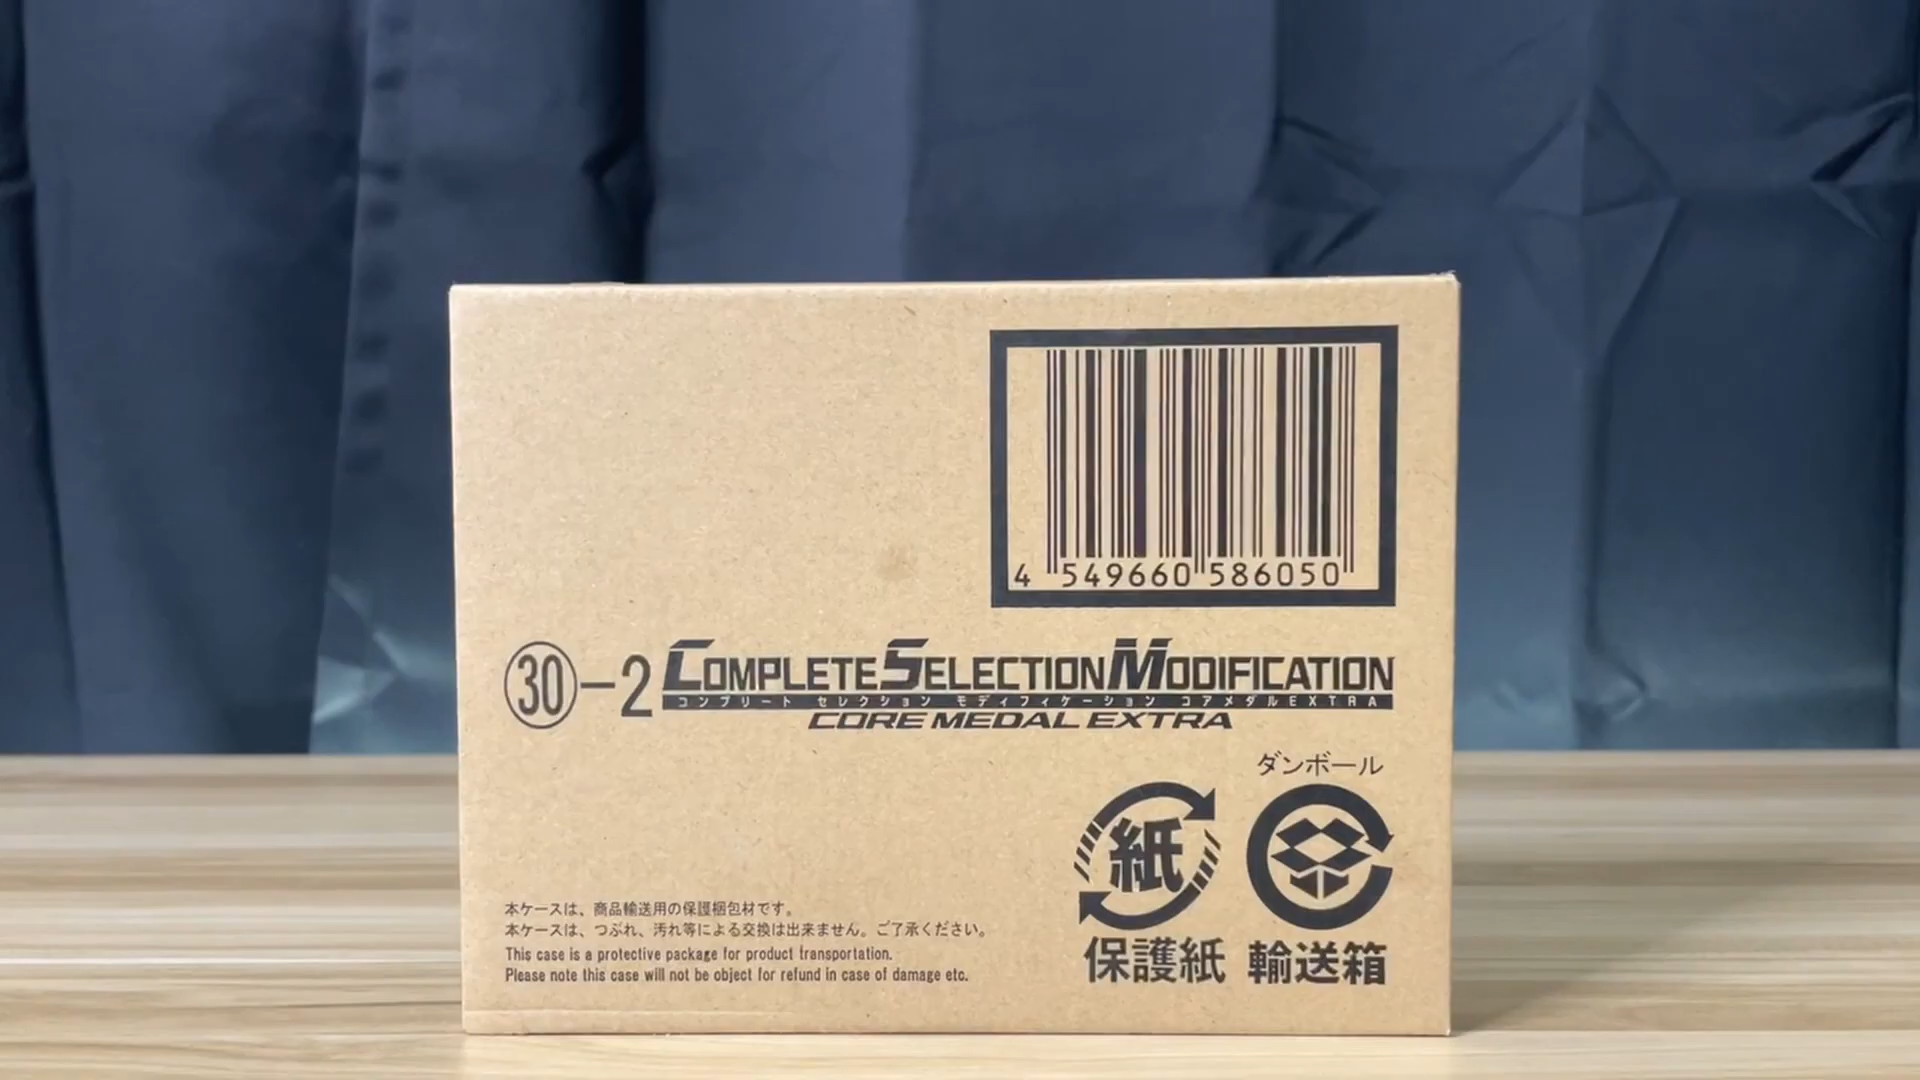 4 549660 586050
㉚-2 COMPLETE SELECTION MODIFICATION
コンプリート セレクション モディフィケーション コアメダルEXTRA
CORE MEDAL EXTRA
ダンボール
紙
保護紙 輸送箱
本ケースは、商品輸送用の保護梱包材です。
本ケースは、つぶれ、汚れ等による交換は出来ません。ご了承ください。
This case is a protective package for product transportation.
Please note this case will not be object for refund in case of damage etc.